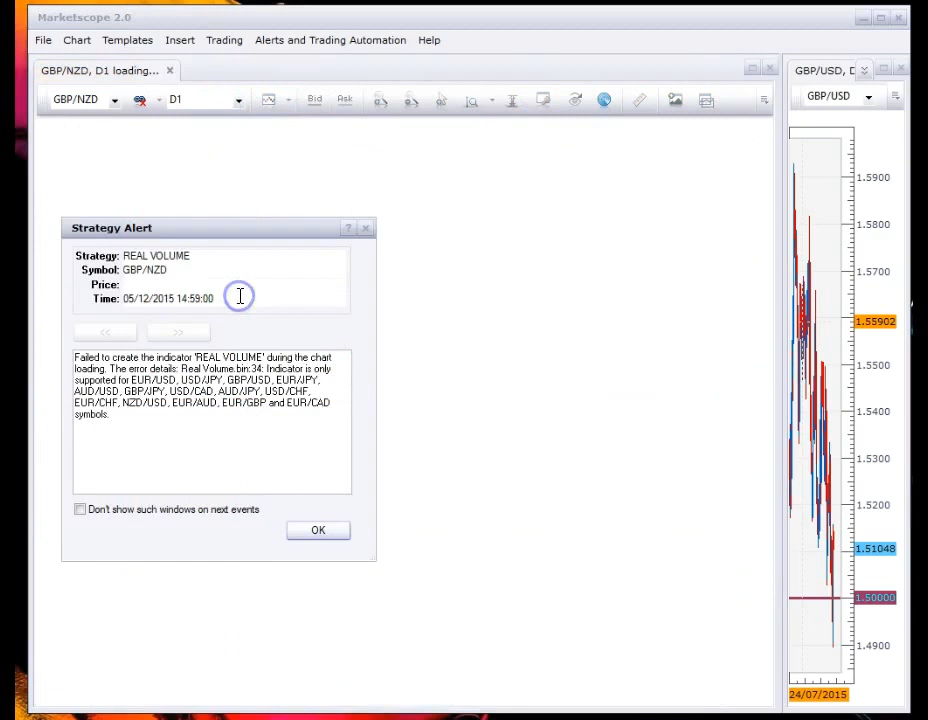 Marketscope 2.0
File Chart Templates Insert Trading Alerts and Trading Automation Help
GBP/NZD, D1 loading...
GBP/USD, D
GBP/NZD D1 Bid Ask
GBP/USD
Strategy Alert
Strategy: REAL VOLUME
Symbol: GBP/NZD
Price:
Time: 05/12/2015 14:59:00
<< >>
Failed to create the indicator 'REAL VOLUME' during the chart
loading. The error details: Real Volume.bin:34: Indicator is only
supported for EUR/USD, USD/JPY, GBP/USD, EUR/JPY,
AUD/USD, GBP/JPY, USD/CAD, AUD/JPY, USD/CHF,
EUR/CHF, NZD/USD, EUR/AUD, EUR/GBP and EUR/CAD
symbols.
Don't show such windows on next events
OK
1.5900
1.5800
1.5700
1.55902
1.5500
1.5400
1.5300
1.5200
1.51048
1.50000
1.4900
24/07/2015